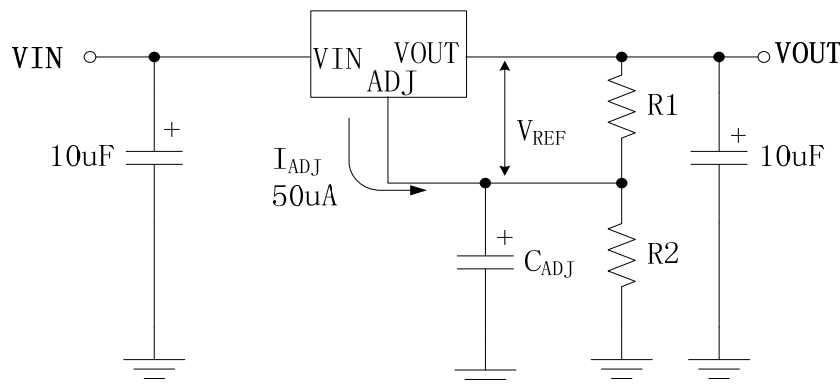 VIN
VIN
VOUT
ADJ
VOUT
R1
10uF
+
VREF
+
10uF
IADJ
50uA
+
CADJ
R2